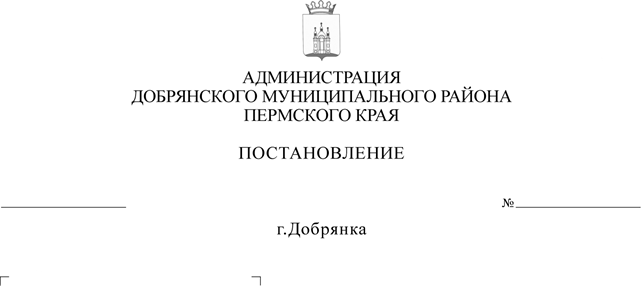 АДМИНИСТРАЦИЯ
ДОБРЯНСКОГО МУНИЦИПАЛЬНОГО РАЙОНА
ПЕРМСКОГО КРАЯ
ПОСТАНОВЛЕНИЕ
№
г.Добрянка